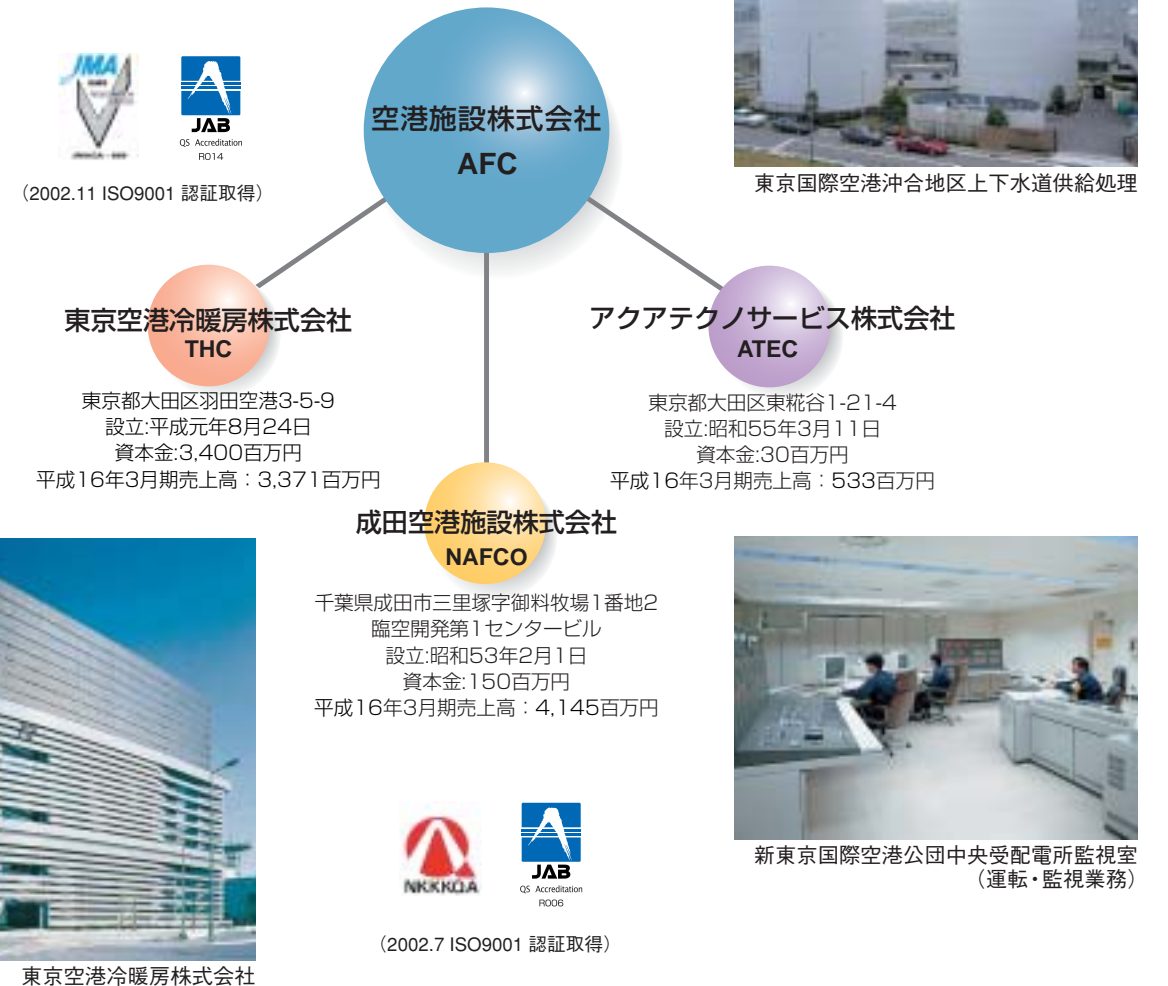 JMA
JAB
QS Accreditation
R014
（2002.11 ISO9001 認証取得）
空港施設株式会社
AFC
東京国際空港沖合地区上下水道供給処理
東京空港冷暖房株式会社
THC
東京都大田区羽田空港3-5-9
設立:平成元年8月24日
資本金:3,400百万円
平成16年3月期売上高：3,371百万円
アクアテクノサービス株式会社
ATEC
東京都大田区東糀谷1-21-4
設立:昭和55年3月11日
資本金:30百万円
平成16年3月期売上高：533百万円
成田空港施設株式会社
NAFCO
千葉県成田市三里塚字御料牧場1番地2
臨空開発第1センタービル
設立:昭和53年2月1日
資本金:150百万円
平成16年3月期売上高：4,145百万円
NKKKQA
JAB
QS Accreditation
R006
（2002.7 ISO9001 認証取得）
新東京国際空港公団中央受配電所監視室
（運転・監視業務）
東京空港冷暖房株式会社